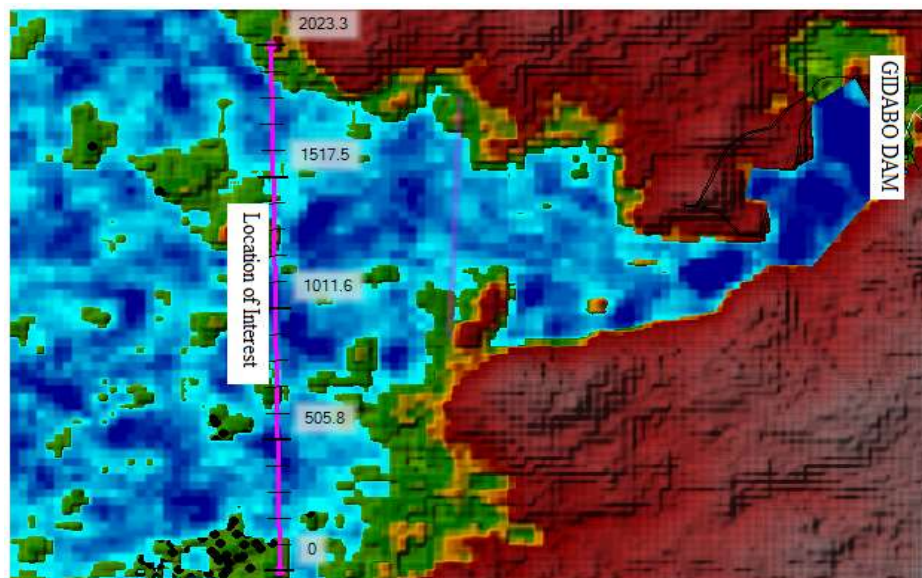 2023.3
GIDABO DAM
1517.5
Location of Interest
1011.6
505.8
0